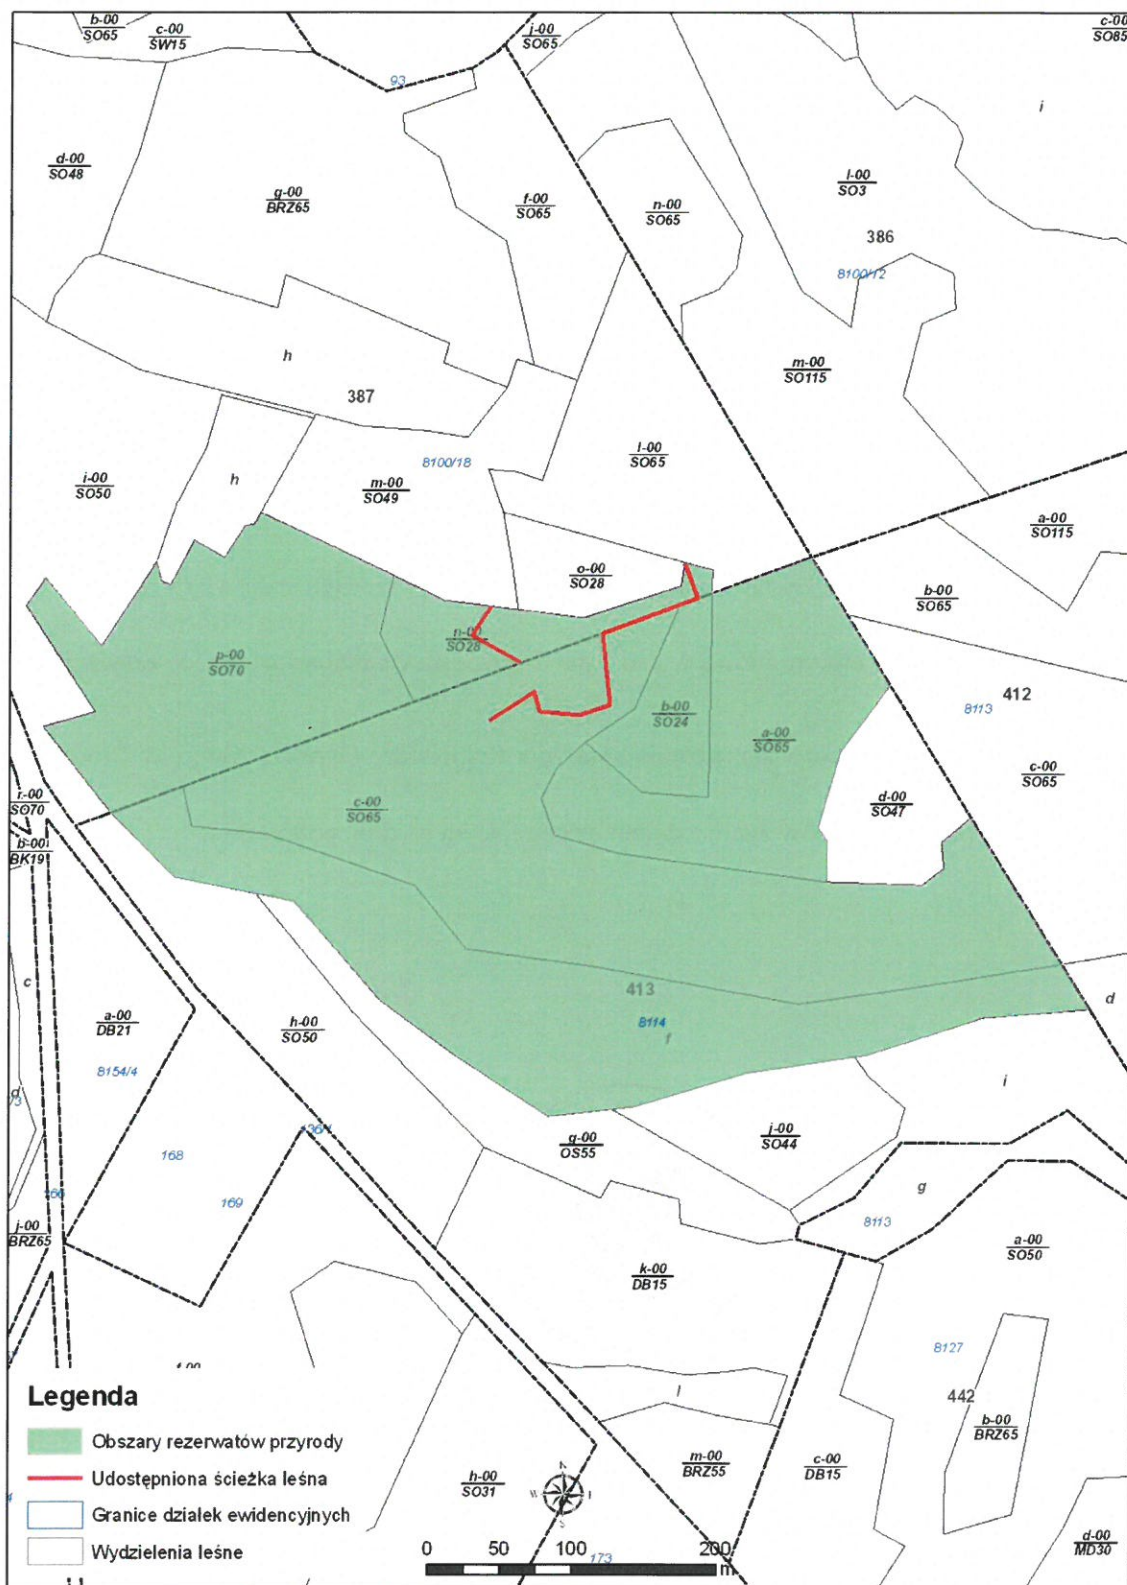 b-00
SO65
c-00
ŚW15
j-00
SO65
c-00
SO85
93
i
d-00
SO48
g-00
BRZ65
f-00
SO65
n-00
SO65
l-00
SO3
386
8100/12
h
387
m-00
SO115
i-00
SO50
h
m-00
SO49
8100/18
l-00
SO65
a-00
SO115
o-00
SO28
b-00
SO65
n-00
SO28
p-00
SO70
412
8113
b-00
SO24
a-00
SO65
c-00
SO65
r-00
SO70
c-00
SO65
d-00
SO47
b-00
BK19
c
413
8114
f
d
a-00
DB21
h-00
SO50
8154/4
d
i
136/1
g-00
OS55
j-00
SO44
168
166
169
g
8113
j-00
BRZ65
a-00
SO50
k-00
DB15
8127
442
l
b-00
BRZ65
m-00
BRZ55
c-00
DB15
h-00
SO31
d-00
MD30
173
Legenda
Obszary rezerwatów przyrody
Udostępniona ścieżka leśna
Granice działek ewidencyjnych
Wydzielenia leśne
N
W
S
0 50 100 200
m